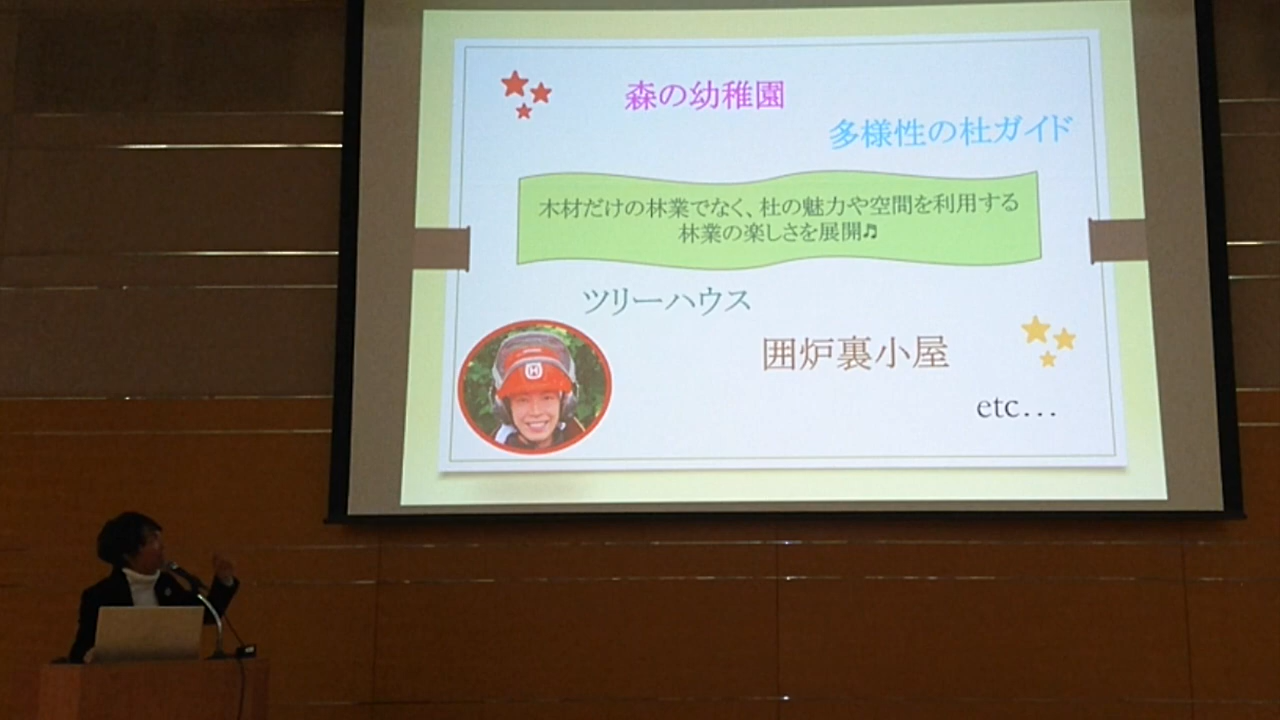 森の幼稚園
多様性の杜ガイド
木材だけの林業でなく、杜の魅力や空間を利用する
林業の楽しさを展開♫
ツリーハウス
囲炉裏小屋
etc…